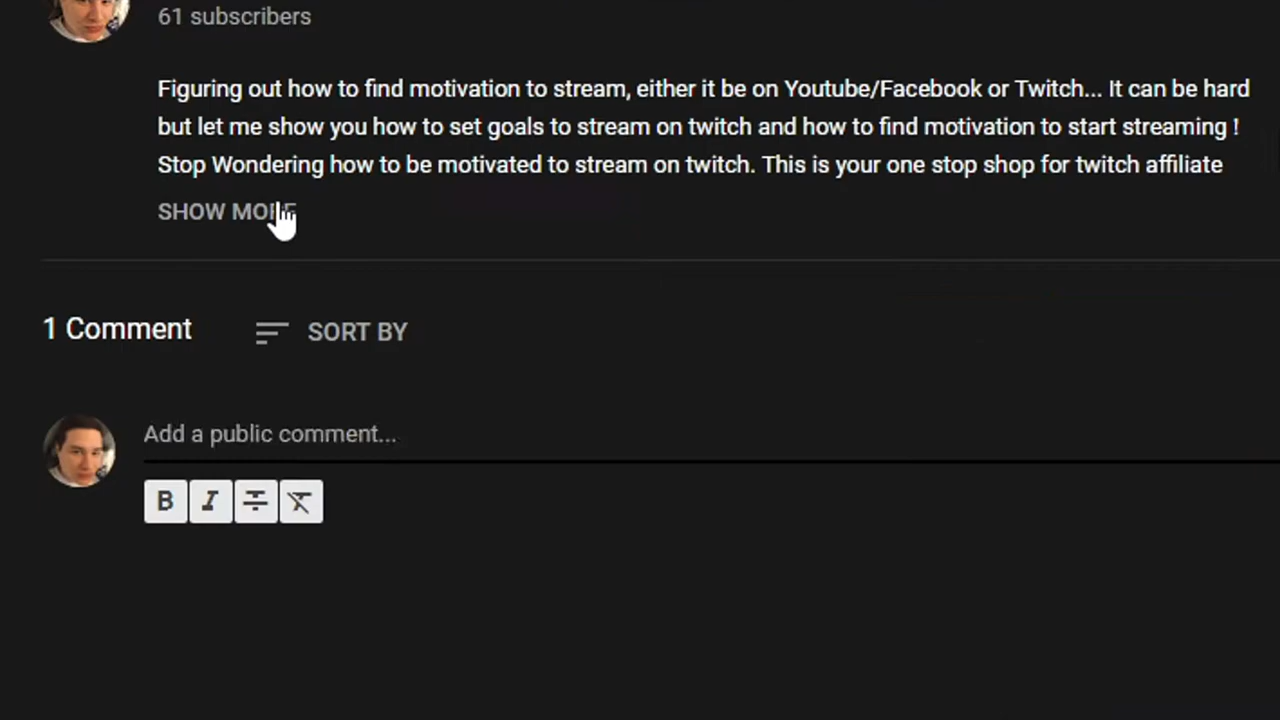 61 subscribers
Figuring out how to find motivation to stream, either it be on Youtube/Facebook or Twitch... It can be hard
but let me show you how to set goals to stream on twitch and how to find motivation to start streaming !
Stop Wondering how to be motivated to stream on twitch. This is your one stop shop for twitch affiliate
SHOW MORE
1 Comment
SORT BY
Add a public comment...
B I